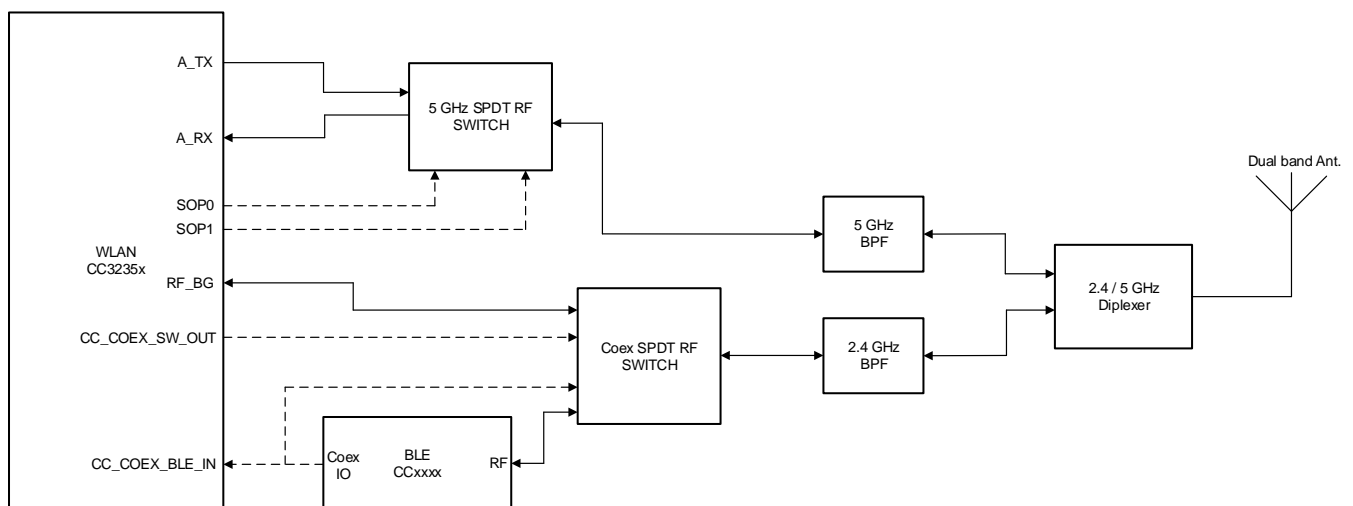 A_TX
A_RX
SOP0
SOP1
WLAN
CC3235x
RF_BG
CC_COEX_SW_OUT
CC_COEX_BLE_IN
5 GHz SPDT RF
SWITCH
Coex SPDT RF
SWITCH
Coex
IO
BLE
CCxxxx
RF
5 GHz
BPF
2.4 GHz
BPF
2.4 / 5 GHz
Diplexer
Dual band Ant.